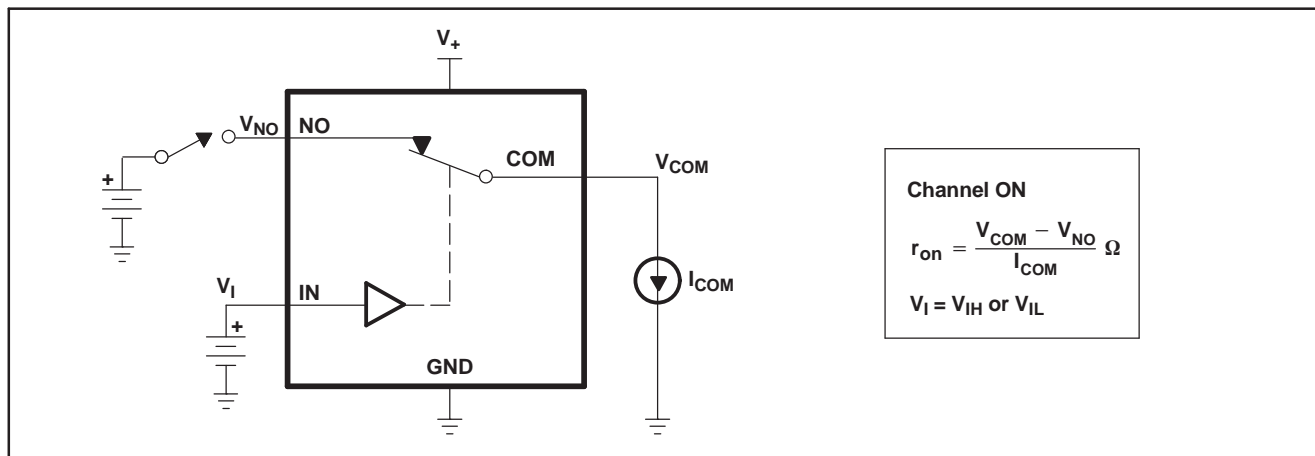 V+
VNO NO
COM VCOM
+
VI IN
+
ICOM
GND
Channel ON
ron = VCOM − VNO / ICOM Ω
VI = VIH or VIL